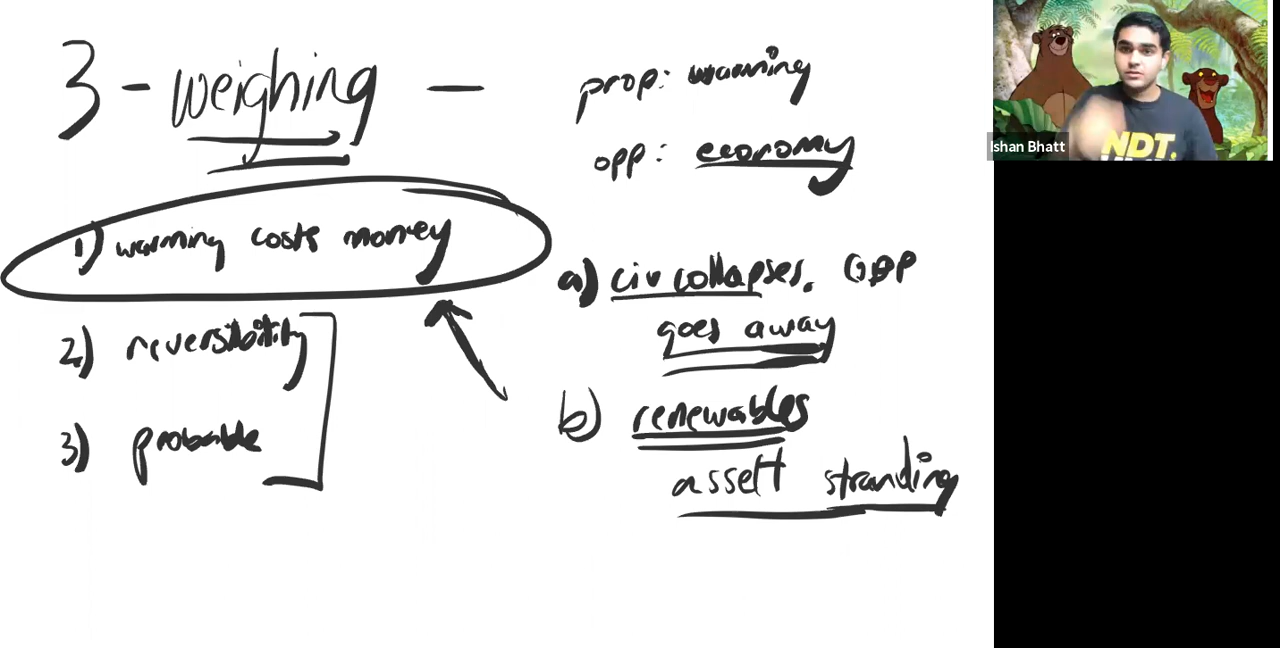 3 - weighing -
1) warming costs money
2) reversibility
3) probable
prop: warming
opp: economy
a) civ collapses. GDP
goes away
b) renewables
assett stranding
Ishan Bhatt
NDT.